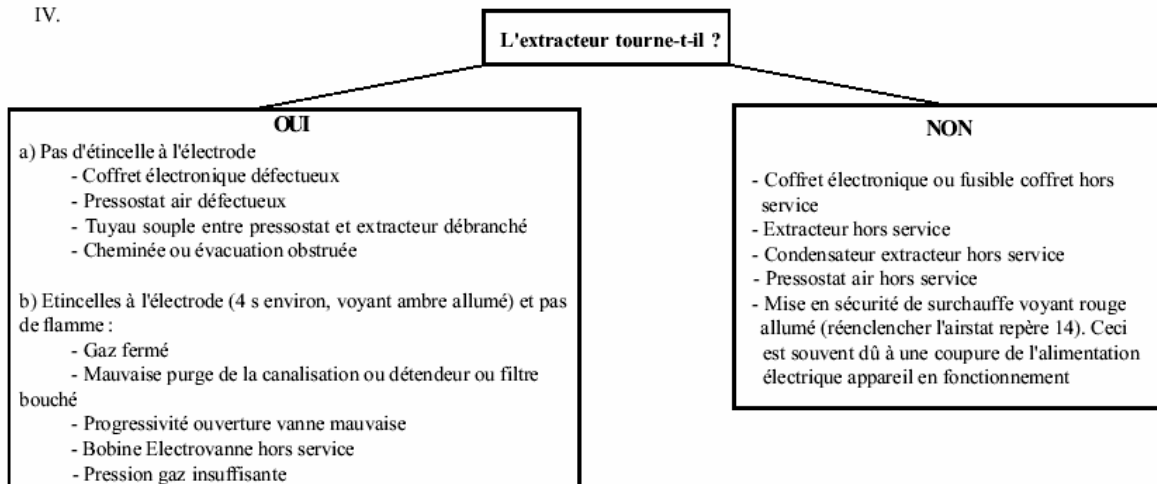 IV.
L'extracteur tourne-t-il ?
OUI
a) Pas d'étincelle à l'électrode
- Coffret électronique défectueux
- Pressostat air défectueux
- Tuyau souple entre pressostat et extracteur débranché
- Cheminée ou évacuation obstruée
b) Etincelles à l'électrode (4 s environ, voyant ambre allumé) et pas
de flamme :
- Gaz fermé
- Mauvaise purge de la canalisation ou détendeur ou filtre
bouché
- Progressivité ouverture vanne mauvaise
- Bobine Electrovanne hors service
- Pression gaz insuffisante
NON
- Coffret électronique ou fusible coffret hors
service
- Extracteur hors service
- Condensateur extracteur hors service
- Pressostat air hors service
- Mise en sécurité de surchauffe voyant rouge
allumé (réenclencher l'airstat repère 14). Ceci
est souvent dû à une coupure de l'alimentation
électrique appareil en fonctionnement